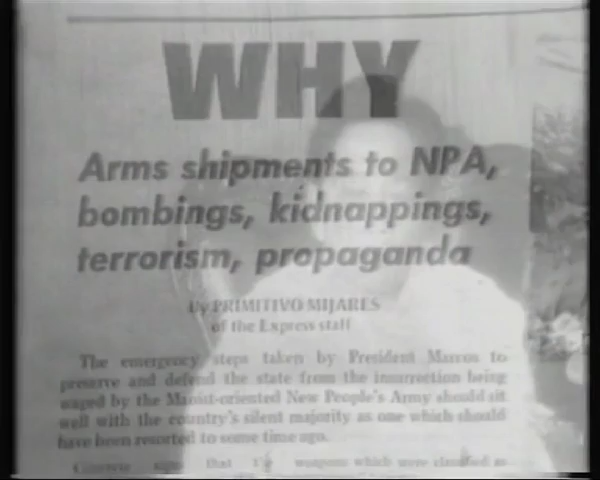 WHY
Arms shipments to NPA,
bombings, kidnappings,
terrorism, propaganda
By PRIMITIVO MIJARES
of the Express staff
The emergency steps taken by President Marcos to
preserve and defend the state from the insurrection being
waged by the Maoist-oriented New People's Army should sit
well with the country's silent majority as one which should
have been resorted to some time ago.
Concrete signs that the weapons which were classified as